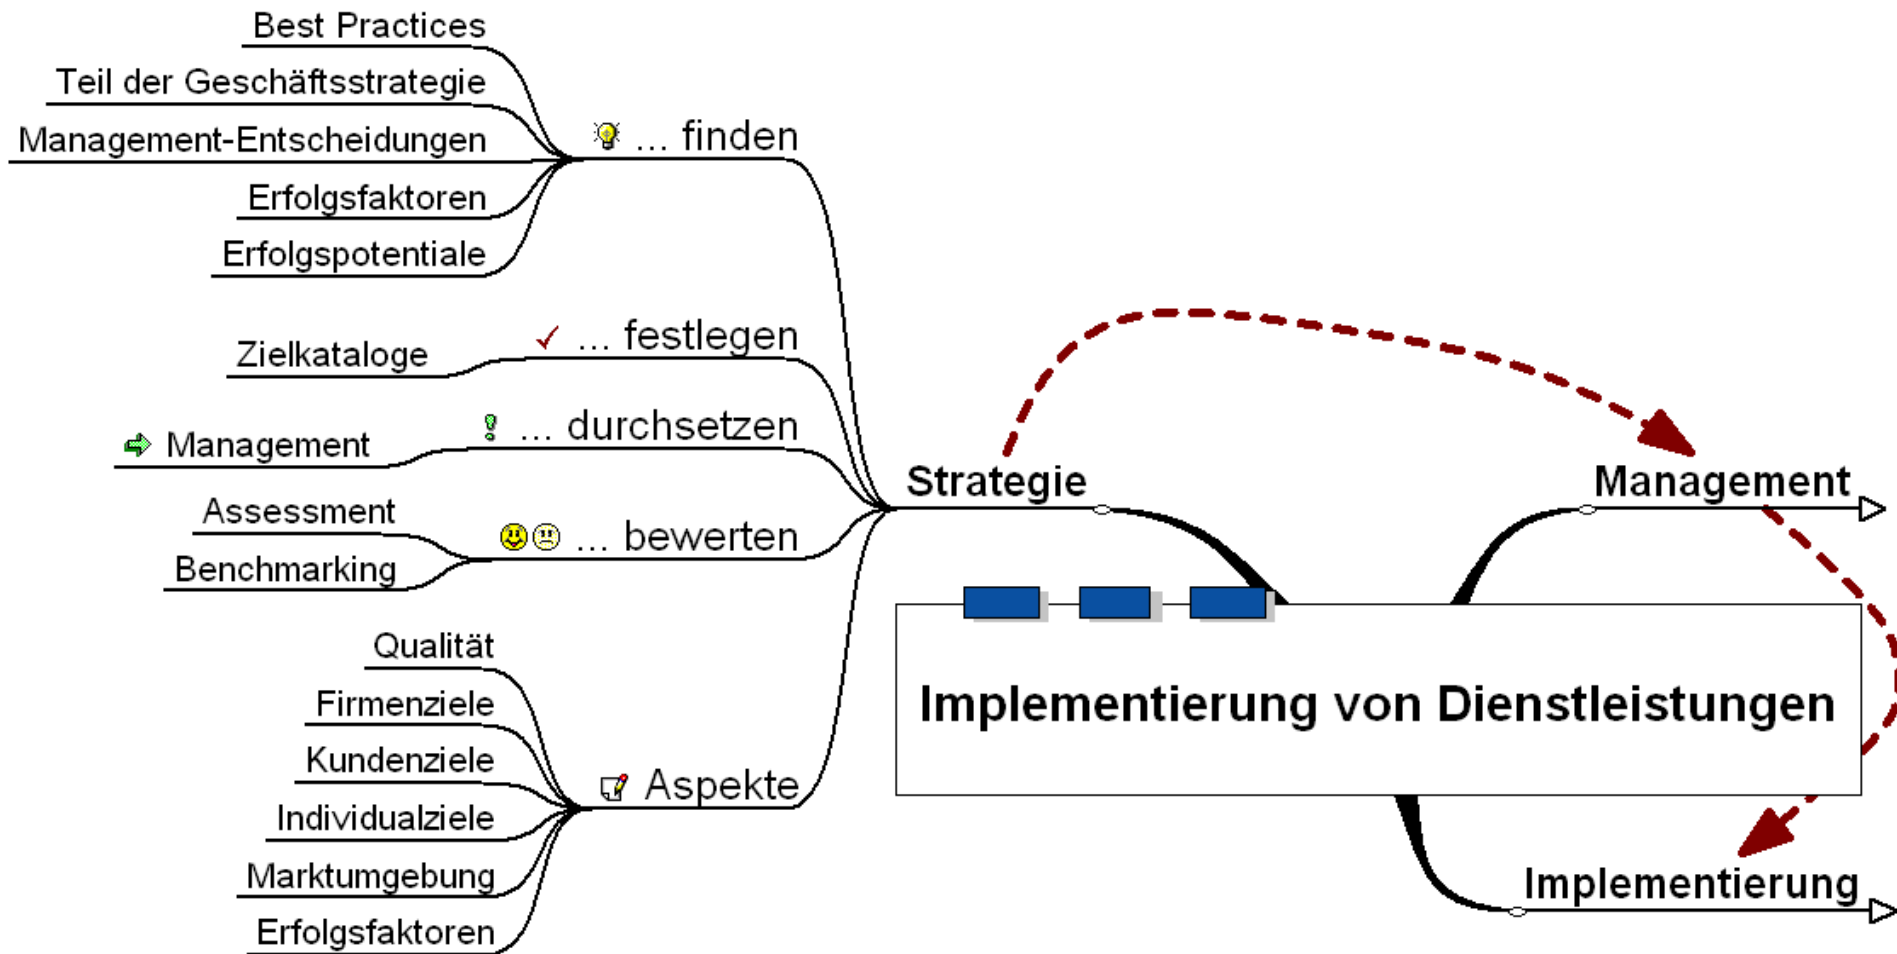 Best Practices
Teil der Geschäftsstrategie
Management-Entscheidungen
Erfolgsfaktoren
Erfolgspotentiale
... finden
Zielkataloge
... festlegen
Management
... durchsetzen
Assessment
Benchmarking
... bewerten
Qualität
Firmenziele
Kundenziele
Individualziele
Marktumgebung
Erfolgsfaktoren
Aspekte
Strategie
Management
Implementierung von Dienstleistungen
Implementierung